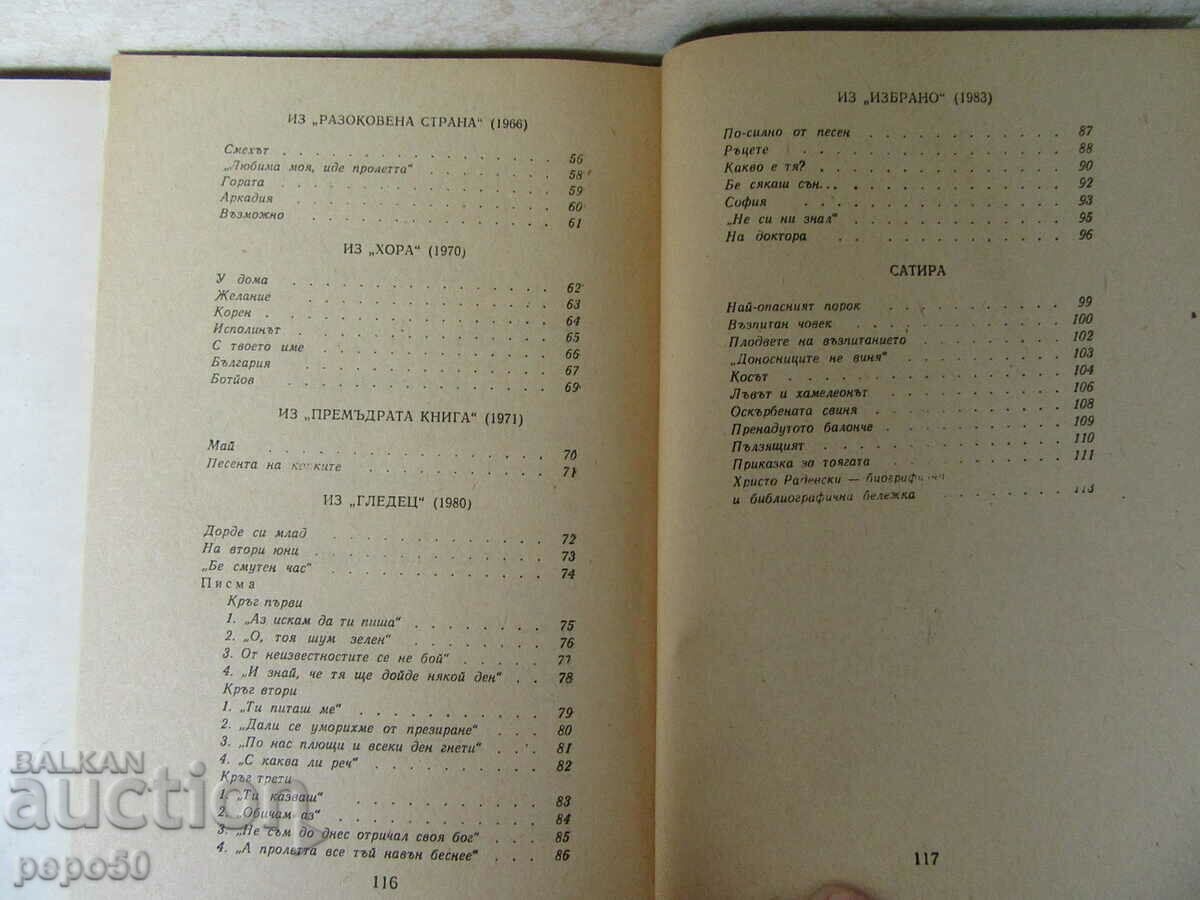 ИЗ „РАЗОКОВЕНА СТРАНА“ (1966)
Смехът . . . . . . . . . . . . . . . 56
„Любима моя, иде пролетта“ . . . . . . . 58
Гората . . . . . . . . . . . . . . . 59
Аркадия . . . . . . . . . . . . . . . 60
Възможно . . . . . . . . . . . . . . 61
ИЗ „ХОРА“ (1970)
У дома . . . . . . . . . . . . . . . 62
Желание . . . . . . . . . . . . . . 63
Корен . . . . . . . . . . . . . . . 64
Исполинът . . . . . . . . . . . . . 65
С твоето име . . . . . . . . . . . . 66
България . . . . . . . . . . . . . . 67
Ботйов . . . . . . . . . . . . . . . 69
ИЗ „ПРЕМЪДРАТА КНИГА“ (1971)
Май . . . . . . . . . . . . . . . . 70
Песента на копките . . . . . . . . . . 71
ИЗ „ГЛЕДЕЦ“ (1980)
Дорде си млад . . . . . . . . . . . . 72
На втори юни . . . . . . . . . . . . 73
„Бе смутен час“ . . . . . . . . . . . 74
Писма
Кръг първи
1. „Аз искам да ти пиша“ . . . . . . . 75
2. „О, тоя шум зелен“ . . . . . . . . 76
3. От неизвестностите се не бой“ . . . . 77
4. „И знай, че тя ще дойде някой ден“ . . 78
Кръг втори
1. „Ти питаш ме“ . . . . . . . . . . 79
2. „Дали се уморихме от презиране“ . . . 80
3. „По нас плющи и всеки ден гнети“ . . . 81
4. „С каква ли реч“ . . . . . . . . . 82
Кръг трети
1. „Ти казваш“ . . . . . . . . . . . 83
2. „Обичам аз“ . . . . . . . . . . . 84
3. „Не съм до днес отричал своя бог“ . . . 85
4. „А пролетта все тъй навън беснее“ . . . 86
116
ИЗ „ИЗБРАНО“ (1983)
По-силно от песен . . . . . . . . . . 87
Ръцете . . . . . . . . . . . . . . . 88
Какво е тя? . . . . . . . . . . . . . 90
Бе сякаш сън... . . . . . . . . . . . 92
София . . . . . . . . . . . . . . . 93
„Не си ни знал“ . . . . . . . . . . . 95
На доктора . . . . . . . . . . . . . 96
САТИРА
Най-опасният порок . . . . . . . . . . 99
Възпитан човек . . . . . . . . . . . 100
Плодвете на възпитанието . . . . . . . 102
„Доносниците не виня“ . . . . . . . . 103
Косът . . . . . . . . . . . . . . . 104
Лъвът и хамелеонът . . . . . . . . . 106
Оскърбената свиня . . . . . . . . . . 108
Пренадутото балонче . . . . . . . . . 109
Пълзящият . . . . . . . . . . . . . 110
Приказка за тоягата . . . . . . . . . 111
Христо Радевски — биографична
и библиографична бележка . . . . . . .
117
BALKAN
auction
pepo50